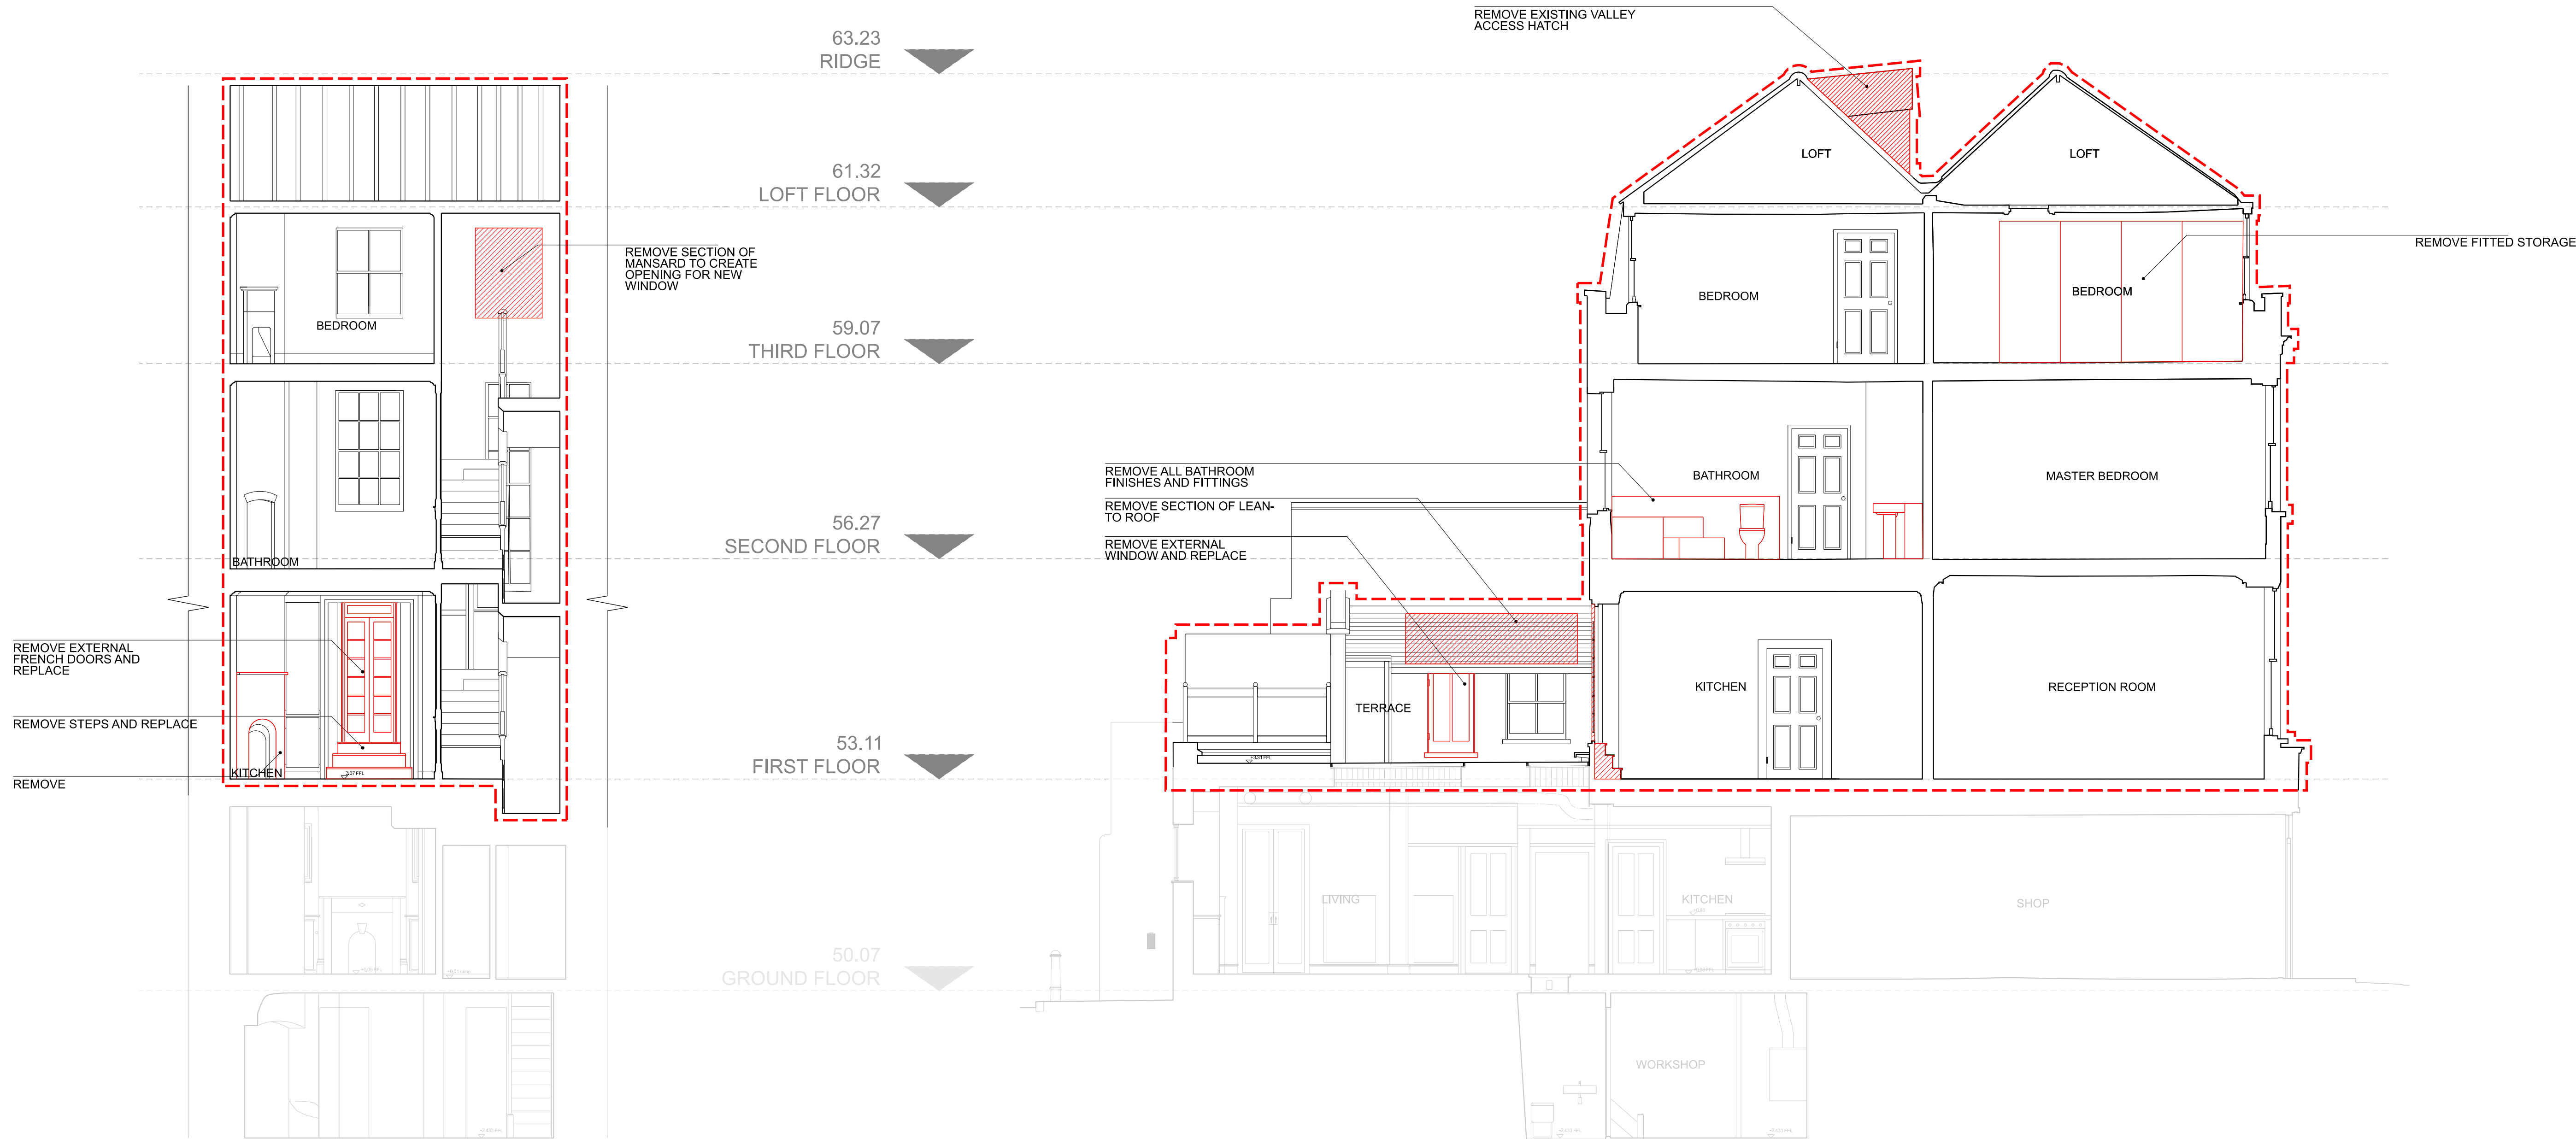 REMOVE EXISTING VALLEY
ACCESS HATCH
63.23
RIDGE
61.32
LOFT FLOOR
LOFT
LOFT
REMOVE SECTION OF
MANSARD TO CREATE
OPENING FOR NEW
WINDOW
REMOVE FITTED STORAGE
BEDROOM
BEDROOM
BEDROOM
59.07
THIRD FLOOR
REMOVE ALL BATHROOM
FINISHES AND FITTINGS
BATHROOM
MASTER BEDROOM
REMOVE SECTION OF LEAN-
TO ROOF
56.27
SECOND FLOOR
REMOVE EXTERNAL
WINDOW AND REPLACE
BATHROOM
REMOVE EXTERNAL
FRENCH DOORS AND
REPLACE
KITCHEN
RECEPTION ROOM
TERRACE
REMOVE STEPS AND REPLACE
53.11
FIRST FLOOR
KITCHEN
REMOVE
LIVING
KITCHEN
SHOP
50.07
GROUND FLOOR
WORKSHOP